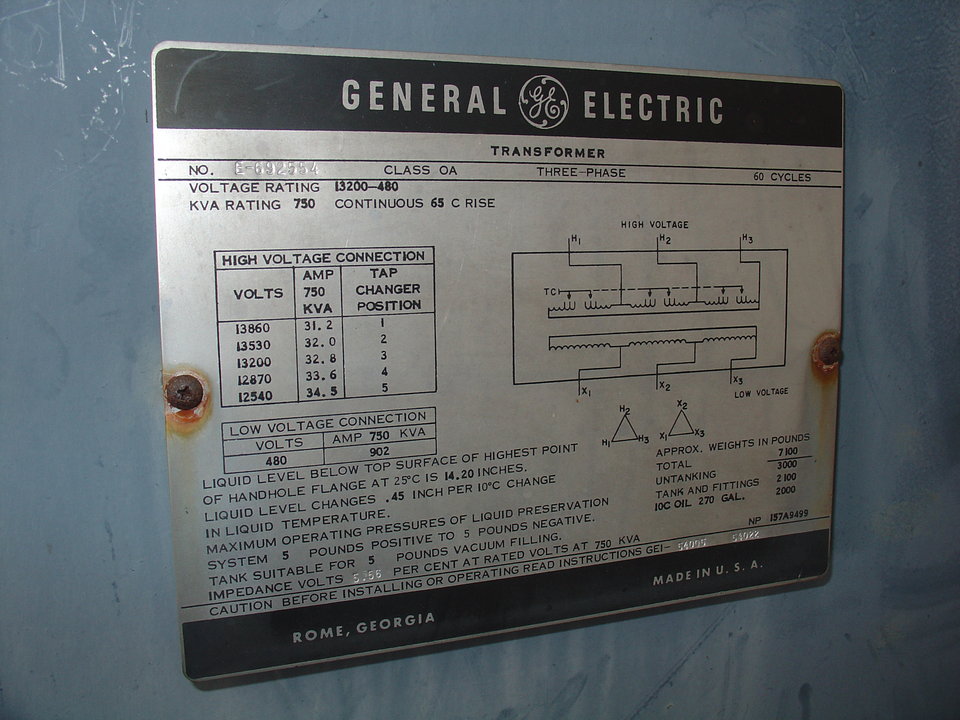 GENERAL GE ELECTRIC
TRANSFORMER
NO. E-692554 CLASS OA THREE-PHASE 60 CYCLES
VOLTAGE RATING 13200-480
KVA RATING 750 CONTINUOUS 65 C RISE
HIGH VOLTAGE CONNECTION
VOLTS AMP 750 KVA TAP CHANGER POSITION
13860 31.2 1
13530 32.0 2
13200 32.8 3
12870 33.6 4
12540 34.5 5
LOW VOLTAGE CONNECTION
VOLTS AMP 750 KVA
480 902
HIGH VOLTAGE
H1 H2 H3
TC
X1 X2 X3
LOW VOLTAGE
H2 X2
H1 H3 X1 X3
LIQUID LEVEL BELOW TOP SURFACE OF HIGHEST POINT
OF HANDHOLE FLANGE AT 25°C IS 14.20 INCHES.
LIQUID LEVEL CHANGES .45 INCH PER 10°C CHANGE
IN LIQUID TEMPERATURE.
MAXIMUM OPERATING PRESSURES OF LIQUID PRESERVATION
SYSTEM 5 POUNDS POSITIVE TO 5 POUNDS NEGATIVE.
TANK SUITABLE FOR 5 POUNDS VACUUM FILLING.
IMPEDANCE VOLTS PER CENT AT RATED VOLTS AT 750 KVA
CAUTION BEFORE INSTALLING OR OPERATING READ INSTRUCTIONS GEI-
APPROX. WEIGHTS IN POUNDS
TOTAL 7100
UNTANKING 3000
TANK AND FITTINGS 2100
10C OIL 270 GAL. 2000
NP 157A9499
ROME, GEORGIA MADE IN U.S.A.